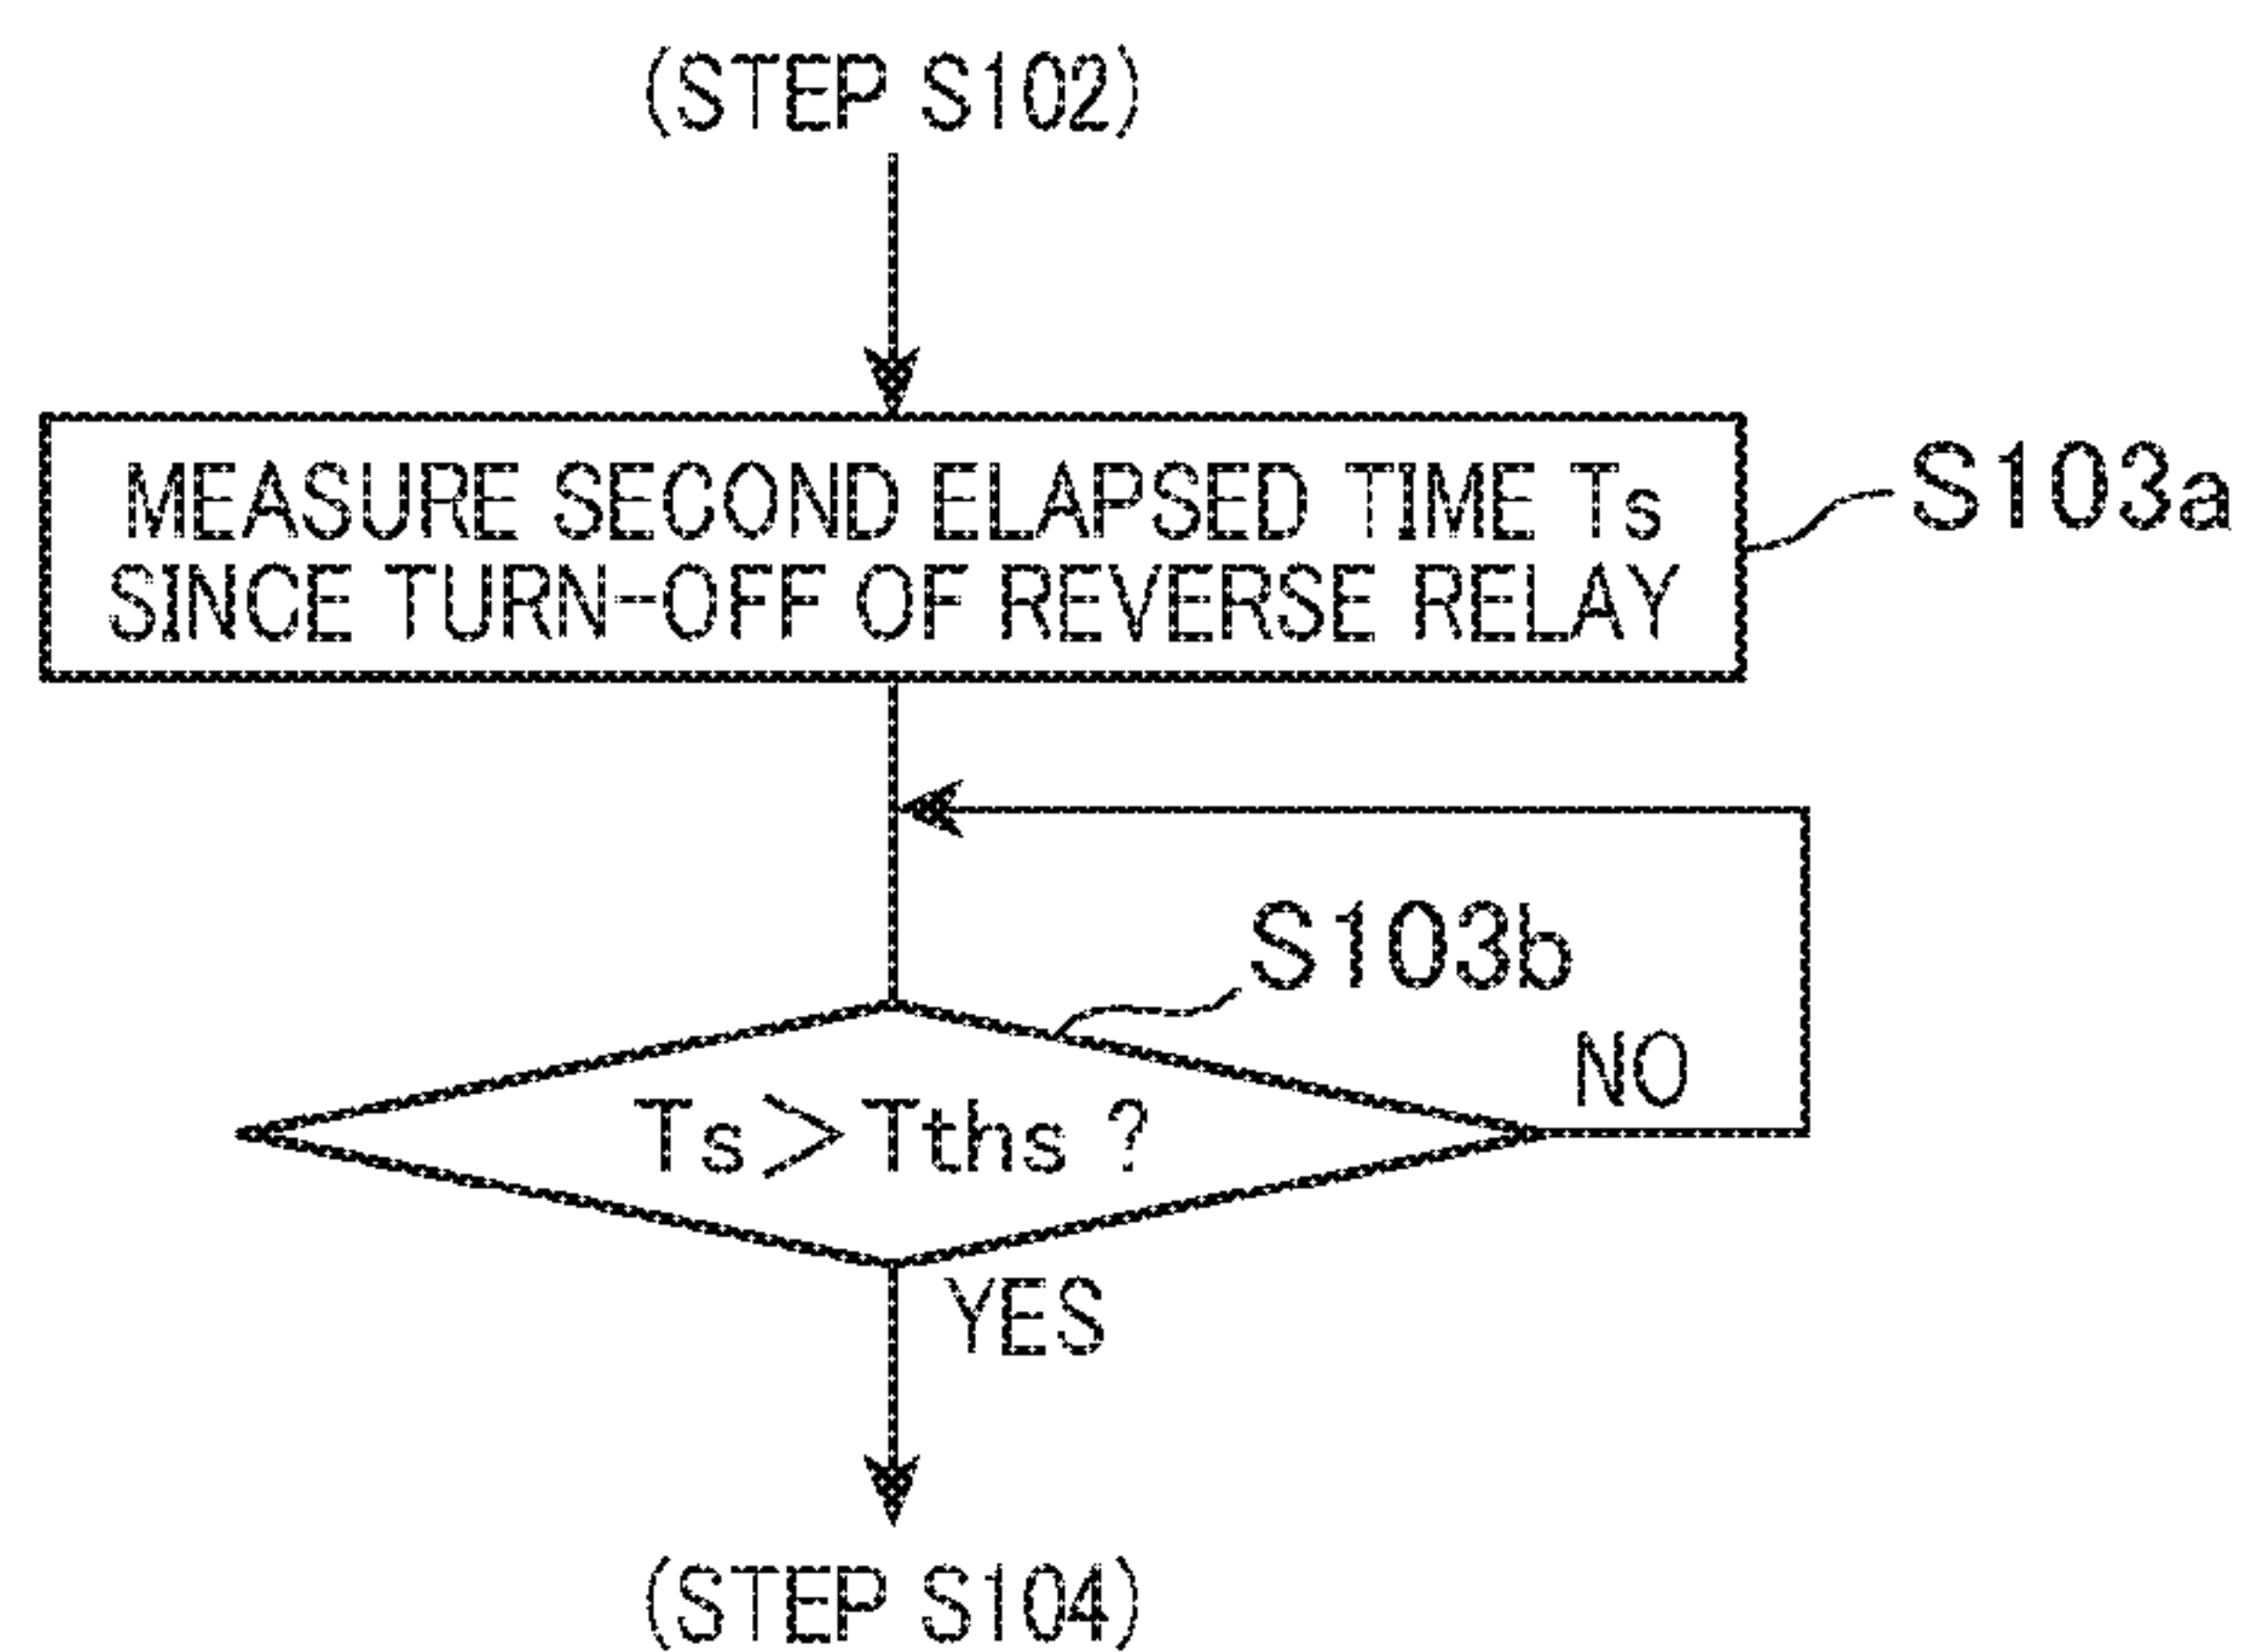 (STEP S102)
MEASURE SECOND ELAPSED TIME Ts
SINCE TURN-OFF OF REVERSE RELAY
S103a
S103b
NO
Ts>Tths ?
YES
(STEP S104)